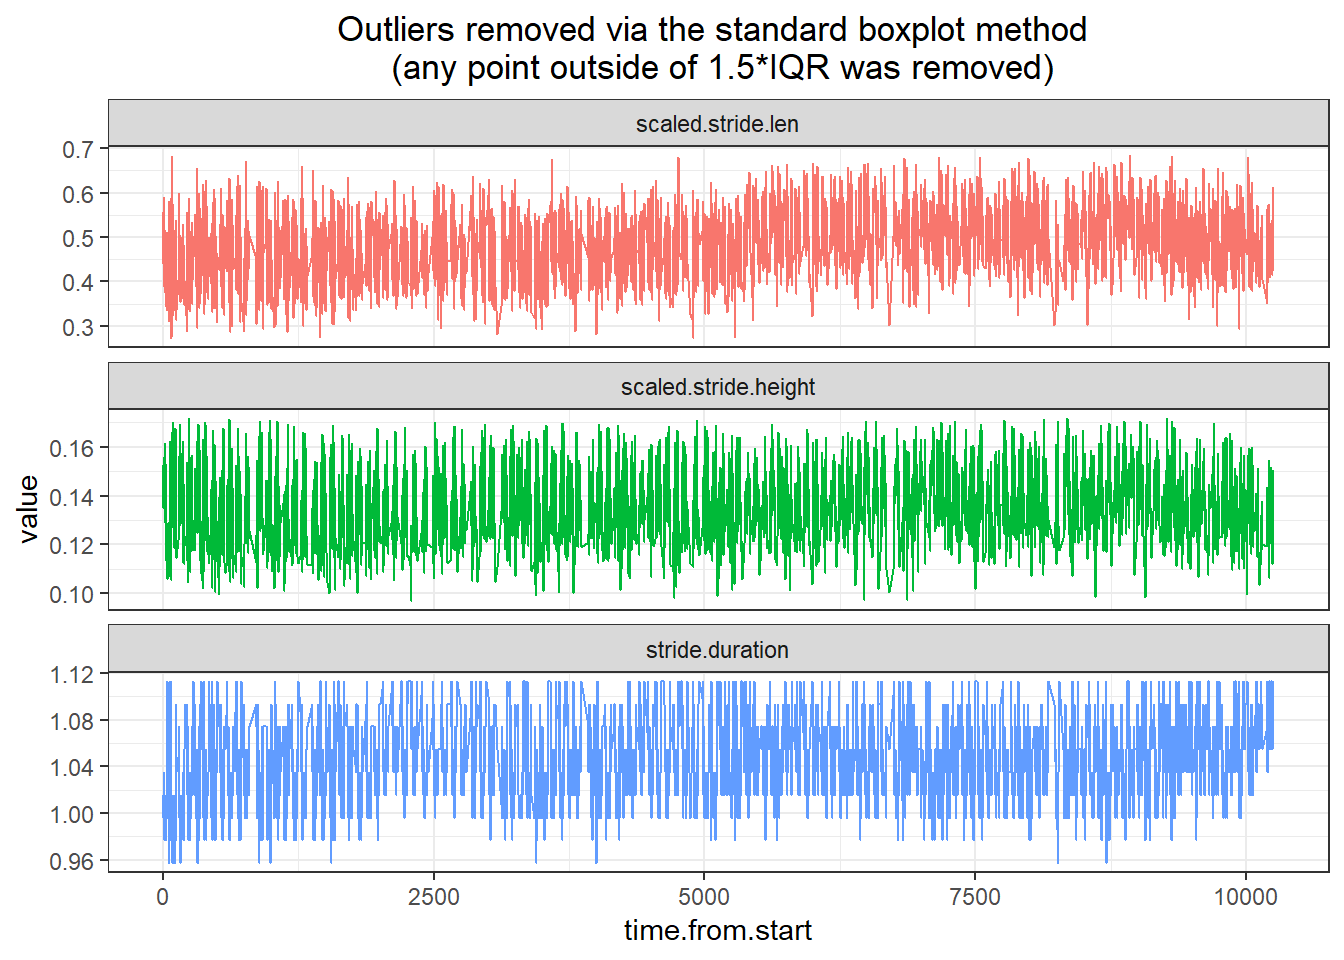 Outliers removed via the standard boxplot method
(any point outside of 1.5*IQR was removed)
scaled.stride.len
0.7
0.6
0.5
0.4
0.3
scaled.stride.height
0.16
0.14
0.12
0.10
value
stride.duration
1.12
1.08
1.04
1.00
0.96
0 2500 5000 7500 10000
time.from.start